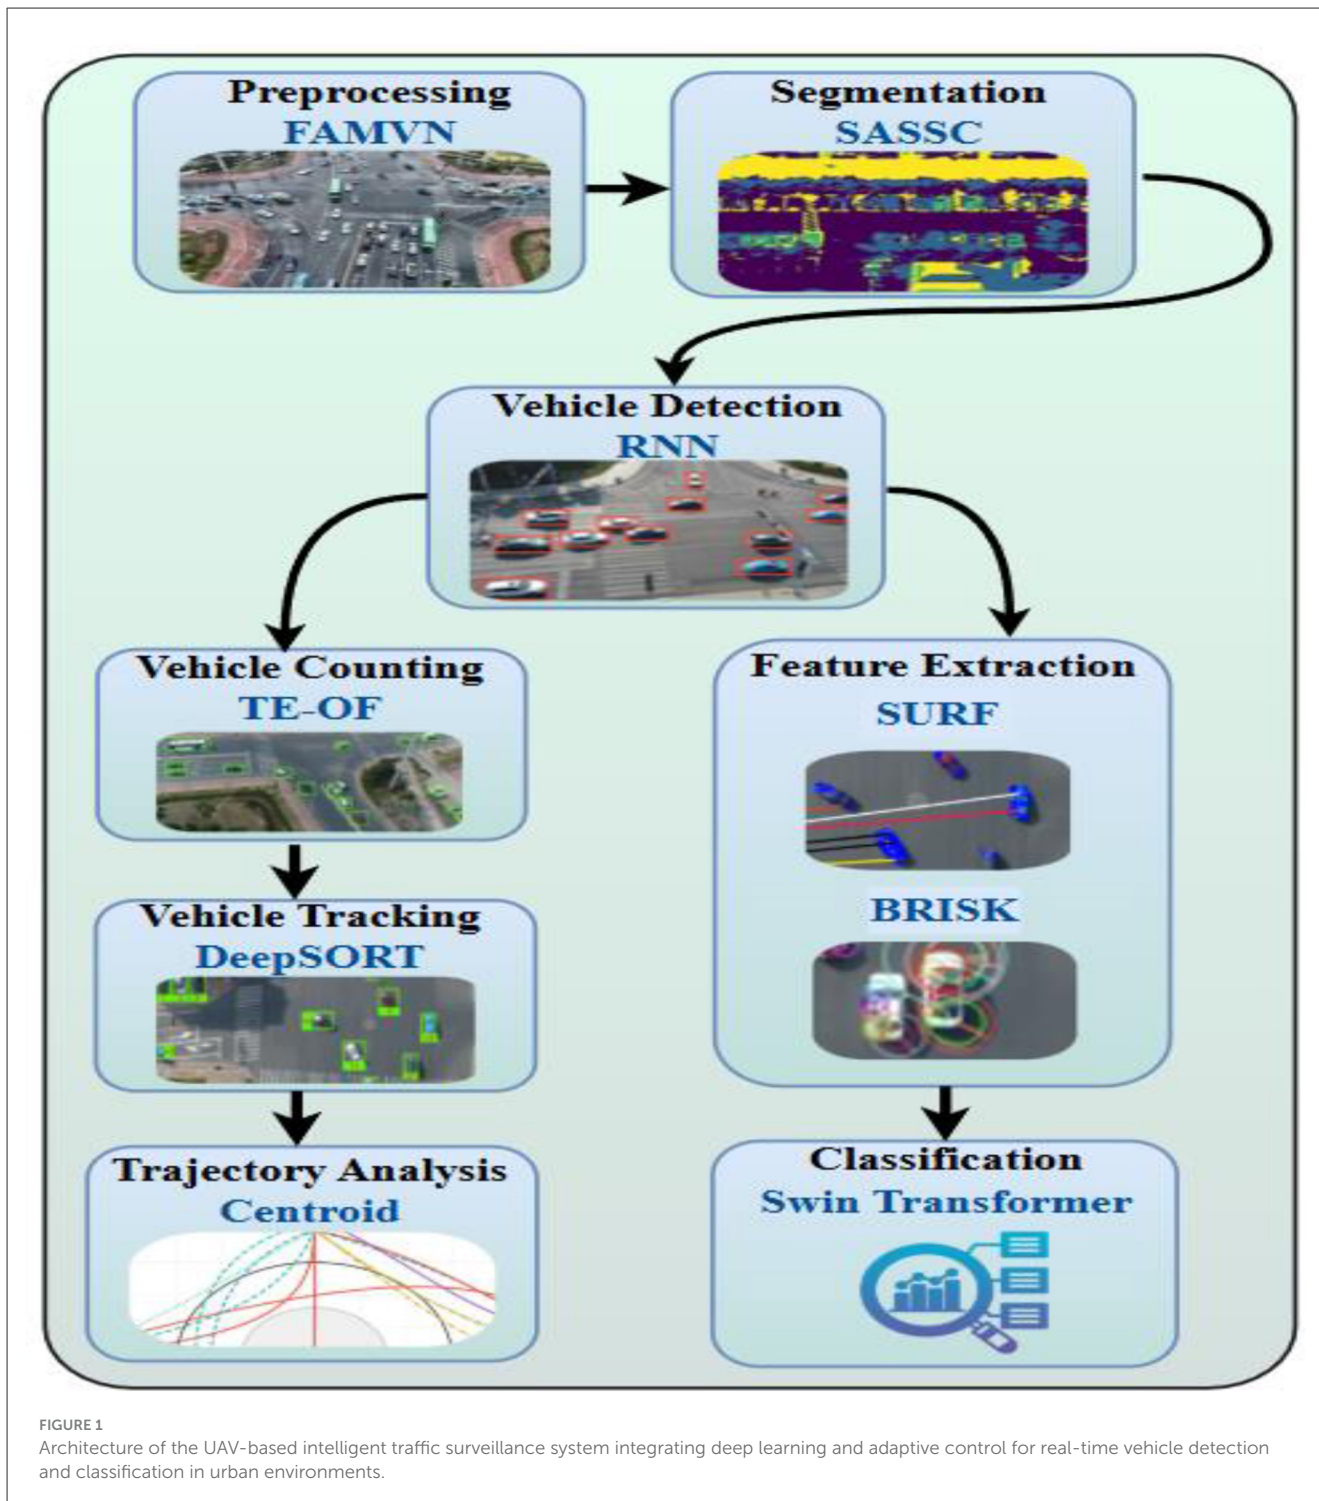 Preprocessing
FAMVN
Segmentation
SASSC
Vehicle Detection
RNN
Vehicle Counting
TE-OF
Vehicle Tracking
DeepSORT
Trajectory Analysis
Centroid
Feature Extraction
SURF
BRISK
Classification
Swin Transformer
FIGURE 1
Architecture of the UAV-based intelligent traffic surveillance system integrating deep learning and adaptive control for real-time vehicle detection
and classification in urban environments.